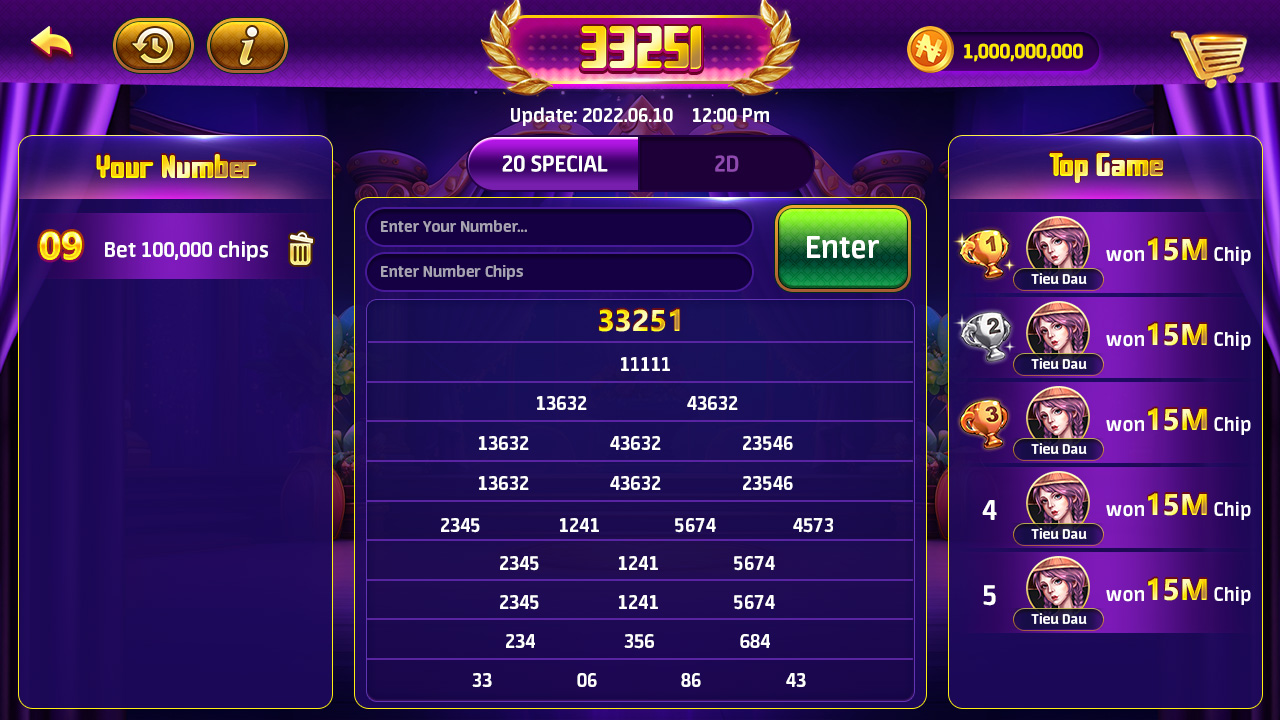 33251
1,000,000,000
Update: 2022.06.10 12:00 Pm
Your Number
09 Bet 100,000 chips
20 SPECIAL 2D
Enter Your Number...
Enter Number Chips
Enter
33251
11111
13632 43632
13632 43632 23546
13632 43632 23546
2345 1241 5674 4573
2345 1241 5674
2345 1241 5674
234 356 684
33 06 86 43
Top Game
1 Tieu Dau won 15M Chip
2 Tieu Dau won 15M Chip
3 Tieu Dau won 15M Chip
4 Tieu Dau won 15M Chip
5 Tieu Dau won 15M Chip